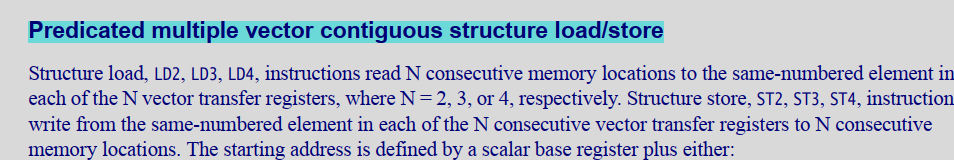 Predicated multiple vector contiguous structure load/store
Structure load, LD2, LD3, LD4, instructions read N consecutive memory locations to the same-numbered element in
each of the N vector transfer registers, where N = 2, 3, or 4, respectively. Structure store, ST2, ST3, ST4, instruction
write from the same-numbered element in each of the N consecutive vector transfer registers to N consecutive
memory locations. The starting address is defined by a scalar base register plus either: